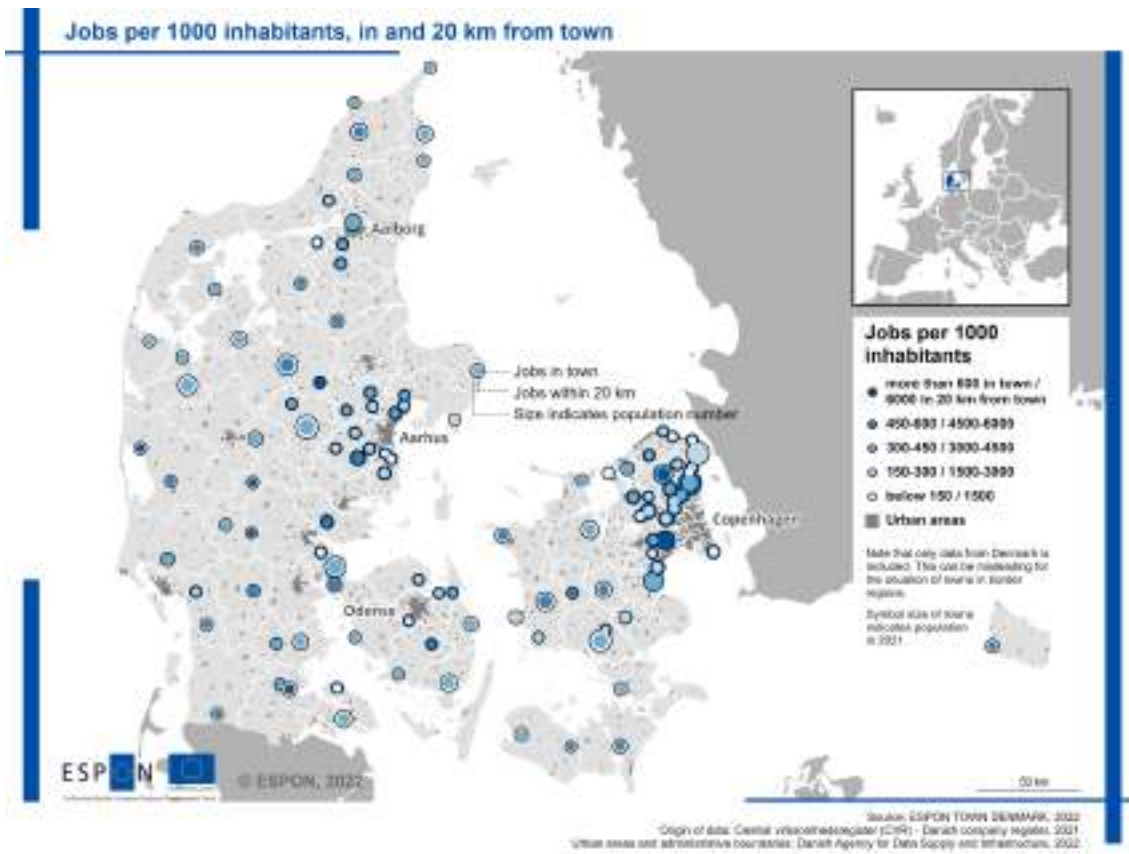 Jobs per 1000 inhabitants, in and 20 km from town
Aalborg
Jobs in town
Jobs within 20 km
Size indicates population number
Aarhus
Copenhagen
Odense
Jobs per 1000
inhabitants
more than 600 in town /
6000 in 20 km from town
450-600 / 4500-6000
300-450 / 3000-4500
150-300 / 1500-3000
below 150 / 1500
Urban areas
Note that only data from Denmark is
included. This can be misleading for
the situation of towns in border
regions.
Symbol size of towns
indicates population
in 2021
ESPON
© ESPON, 2022
50 km
Source: ESPON TOWN DENMARK, 2022
Origin of data: Central virksomhedsregister (CVR) - Danish company register, 2021
Urban areas and administrative boundaries: Danish Agency for Data Supply and Infrastructure, 2022